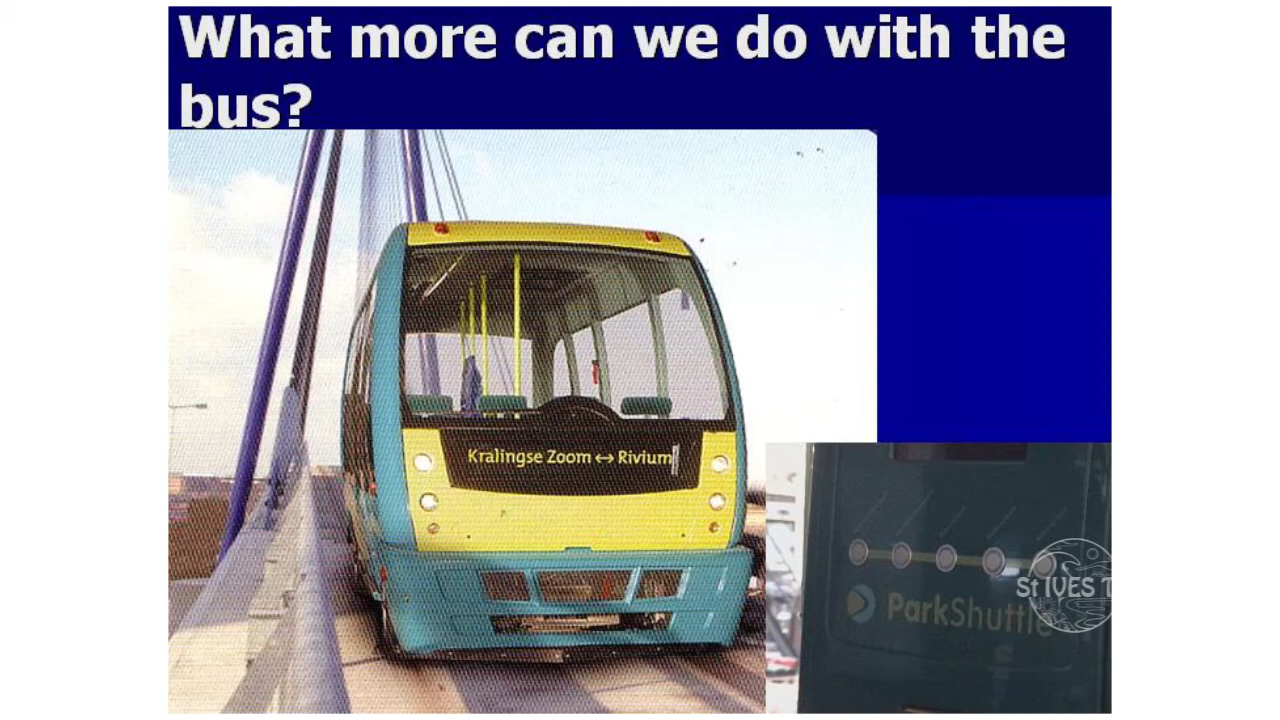 What more can we do with the
bus?
Kralingse Zoom ↔ Rivium
ParkShuttle
St IVES T